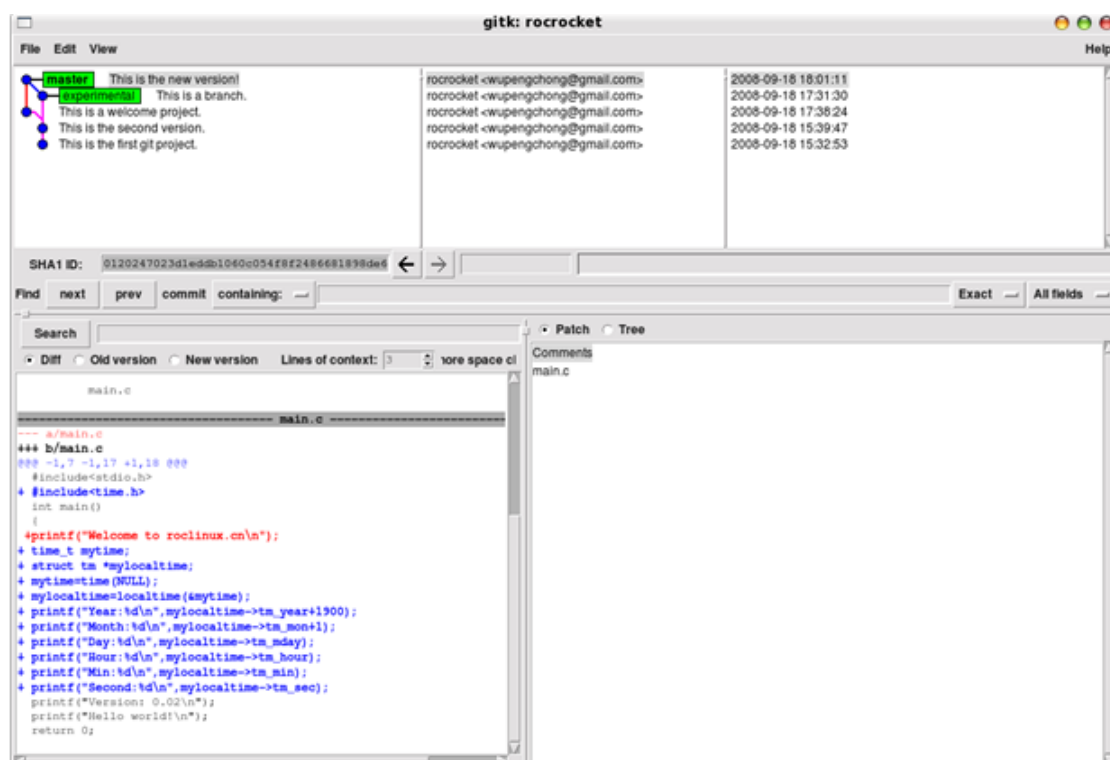 gitk: rocrocket
File Edit View Help
master This is the new version! rocrocket <wupengchong@gmail.com> 2008-09-18 18:01:11
experimental This is a branch. rocrocket <wupengchong@gmail.com> 2008-09-18 17:31:30
This is a welcome project. rocrocket <wupengchong@gmail.com> 2008-09-18 17:38:24
This is the second version. rocrocket <wupengchong@gmail.com> 2008-09-18 15:39:47
This is the first git project. rocrocket <wupengchong@gmail.com> 2008-09-18 15:32:53
SHA1 ID: 0120247023d1eddb1060c054f8f2486681898de6
Find next prev commit containing: Exact All fields
Search Patch Tree
Diff Old version New version Lines of context: 3 nore space cl
Comments
main.c
main.c
main.c
--- a/main.c
+++ b/main.c
@@@ -1,7 -1,17 +1,18 @@@
#include<stdio.h>
+ #include<time.h>
int main()
{
+printf("Welcome to roclinux.cn\n");
+ time_t mytime;
+ struct tm *mylocaltime;
+ mytime=time(NULL);
+ mylocaltime=localtime(&mytime);
+ printf("Year:%d\n",mylocaltime->tm_year+1900);
+ printf("Month:%d\n",mylocaltime->tm_mon+1);
+ printf("Day:%d\n",mylocaltime->tm_mday);
+ printf("Hour:%d\n",mylocaltime->tm_hour);
+ printf("Min:%d\n",mylocaltime->tm_min);
+ printf("Second:%d\n",mylocaltime->tm_sec);
printf("Version: 0.02\n");
printf("Hello world!\n");
return 0;